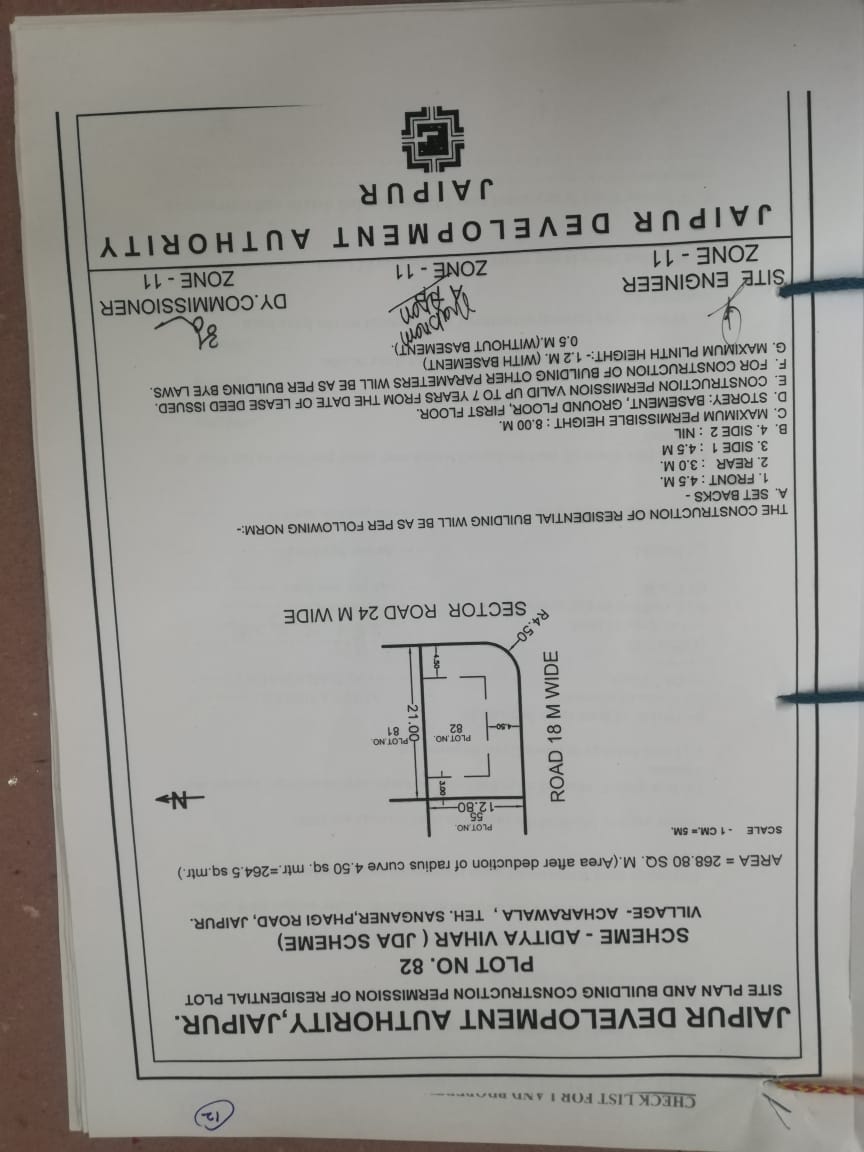 12
CHECK LIST FOR LAND
JAIPUR DEVELOPMENT AUTHORITY,JAIPUR.
SITE PLAN AND BUILDING CONSTRUCTION PERMISSION OF RESIDENTIAL PLOT
PLOT NO. 82
SCHEME - ADITYA VIHAR ( JDA SCHEME)
VILLAGE- ACHARAWALA , TEH. SANGANER,PHAGI ROAD, JAIPUR.
AREA = 268.80 SQ. M.(Area after deduction of radius curve 4.50 sq. mtr.=264.5 sq.mtr.)
SCALE - 1 CM.= 5M.
N
PLOT.NO.
55
12.80
3.00
ROAD 18 M WIDE
4.50
PLOT.NO.
82
21.00
PLOT.NO.
81
4.50
R4.50
SECTOR ROAD 24 M WIDE
THE CONSTRUCTION OF RESIDENTIAL BUILDING WILL BE AS PER FOLLOWING NORM:-
A. SET BACKS -
1. FRONT : 4.5 M.
2. REAR : 3.0 M.
3. SIDE 1 : 4.5 M
B. 4. SIDE 2 : NIL
C. MAXIMUM PERMISSIBLE HEIGHT : 8.00 M.
D. STOREY: BASEMENT, GROUND FLOOR, FIRST FLOOR.
E. CONSTRUCTION PERMISSION VALID UP TO 7 YEARS FROM THE DATE OF LEASE DEED ISSUED.
F. FOR CONSTRUCTION OF BUILDING OTHER PARAMETERS WILL BE AS PER BUILDING BYE LAWS.
G. MAXIMUM PLINTH HEIGHT:- 1.2 M. (WITH BASEMENT)
0.5 M.(WITHOUT BASEMENT).
SITE ENGINEER
ZONE - 11
ZONE - 11
DY.COMMISSIONER
ZONE - 11
JAIPUR DEVELOPMENT AUTHORITY
JAIPUR